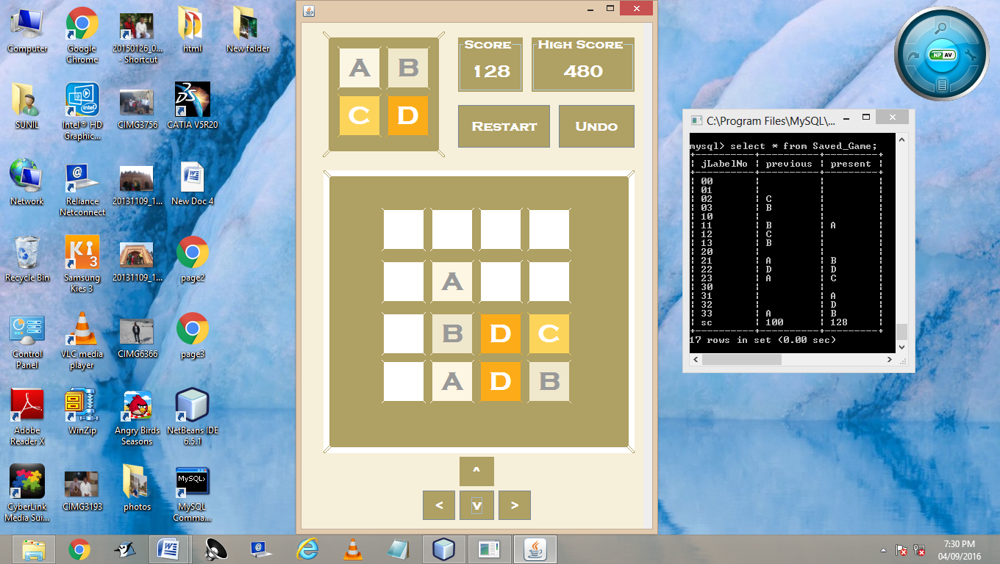 Computer
Google Chrome
20150126_0... - Shortcut
html
New folder
SUNIL
Intel® HD Graphic...
CIMG3756
CATIA V5R20
Network
Reliance Netconnect
20131109_1...
New Doc 4
Recycle Bin
Samsung Kies 3
20131109_1...
page2
Control Panel
VLC media player
CIMG6366
page3
Adobe Reader X
WinZip
Angry Birds Seasons
NetBeans IDE 6.5.1
CyberLink Media Sui...
CIMG3193
photos
MySQL Comma...
Ki
3
MySQL>
A B
C D
Score
128
High Score
480
Restart
Undo
A
B D C
A D B
^
< v >
NP AV
C:\Program Files\MySQL\...
mysql> select * from Saved_Game;
| jLabelNo | previous | present |
| 00 | | |
| 01 | | |
| 02 | C | |
| 03 | B | |
| 10 | | |
| 11 | B | A |
| 12 | C | |
| 13 | B | |
| 20 | | |
| 21 | A | B |
| 22 | D | D |
| 23 | A | C |
| 30 | | |
| 31 | | A |
| 32 | | D |
| 33 | A | B |
| sc | 100 | 128 |
17 rows in set (0.00 sec)
7:30 PM
04/09/2016